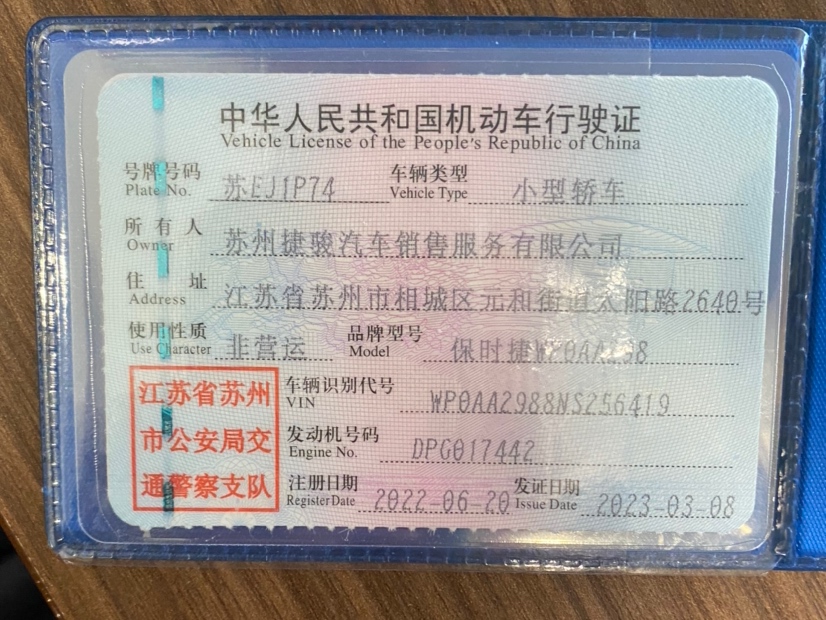 中华人民共和国机动车行驶证
Vehicle License of the People's Republic of China
号牌号码 苏EJ1P74 车辆类型 小型轿车
Plate No. Vehicle Type
所有人 苏州捷骏汽车销售服务有限公司
Owner
住址 江苏省苏州市相城区元和街道太阳路2640号
Address
使用性质 非营运 品牌型号 保时捷WP0AAA98
Use Character Model
江苏省苏州
市公安局交
通警察支队
车辆识别代号 WP0AA2988NS256419
VIN
发动机号码 DPG017442
Engine No.
注册日期 2022-06-20 发证日期 2023-03-08
Register Date Issue Date